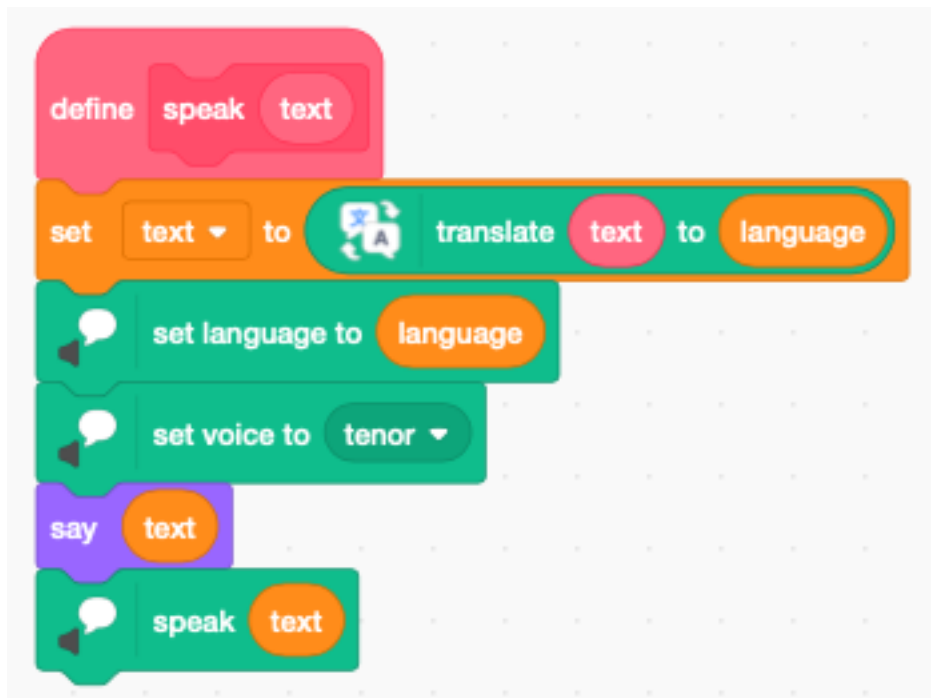 define speak text
set text to 文 A translate text to language
set language to language
set voice to tenor
say text
speak text